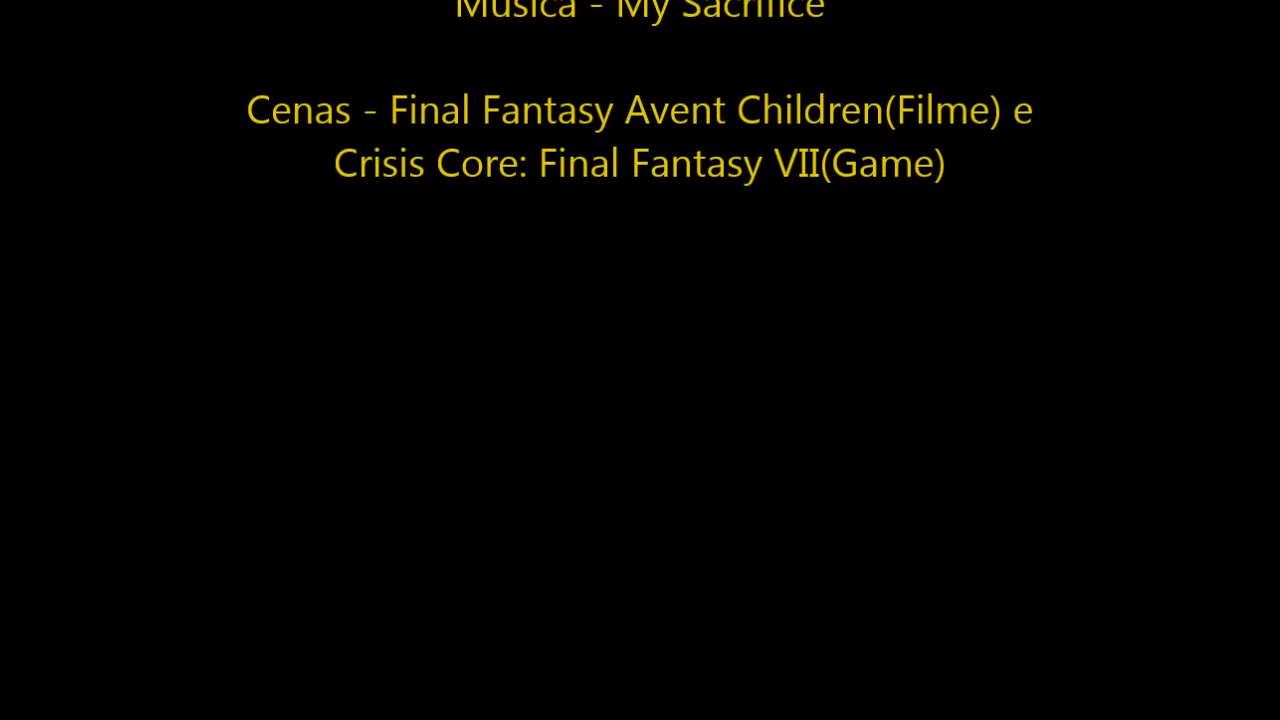 Musica - My Sacrifice
Cenas - Final Fantasy Avent Children(Filme) e
Crisis Core: Final Fantasy VII(Game)